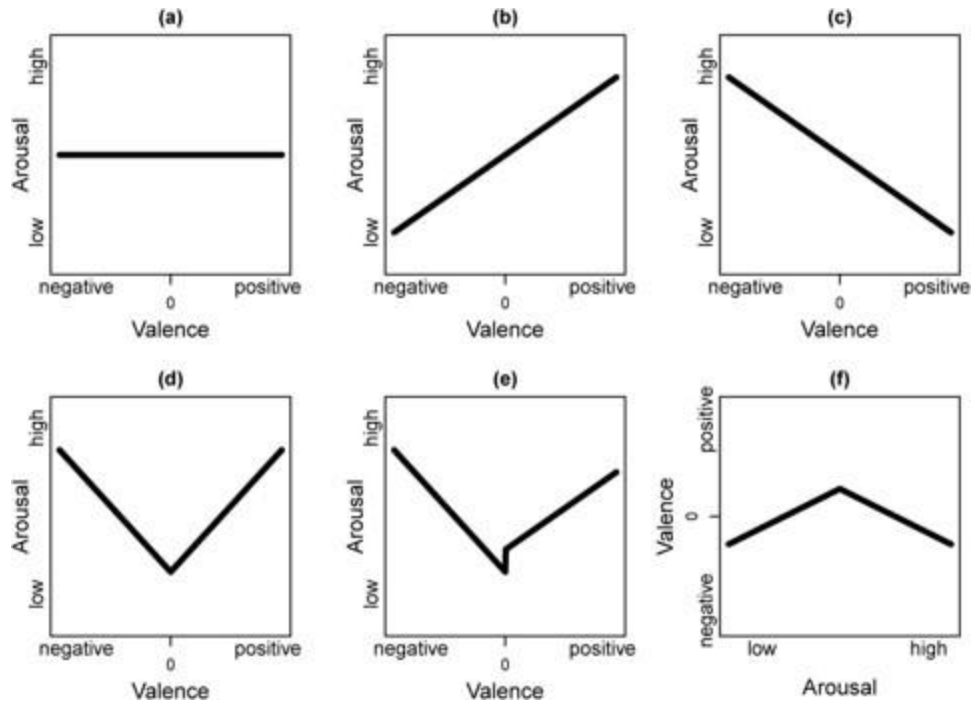 (a)
high
Arousal
low
negative
positive
0
Valence
(b)
high
Arousal
low
negative
positive
0
Valence
(c)
high
Arousal
low
negative
positive
0
Valence
(d)
high
Arousal
low
negative
positive
0
Valence
(e)
high
Arousal
low
negative
positive
0
Valence
(f)
positive
Valence
0
negative
low
high
Arousal